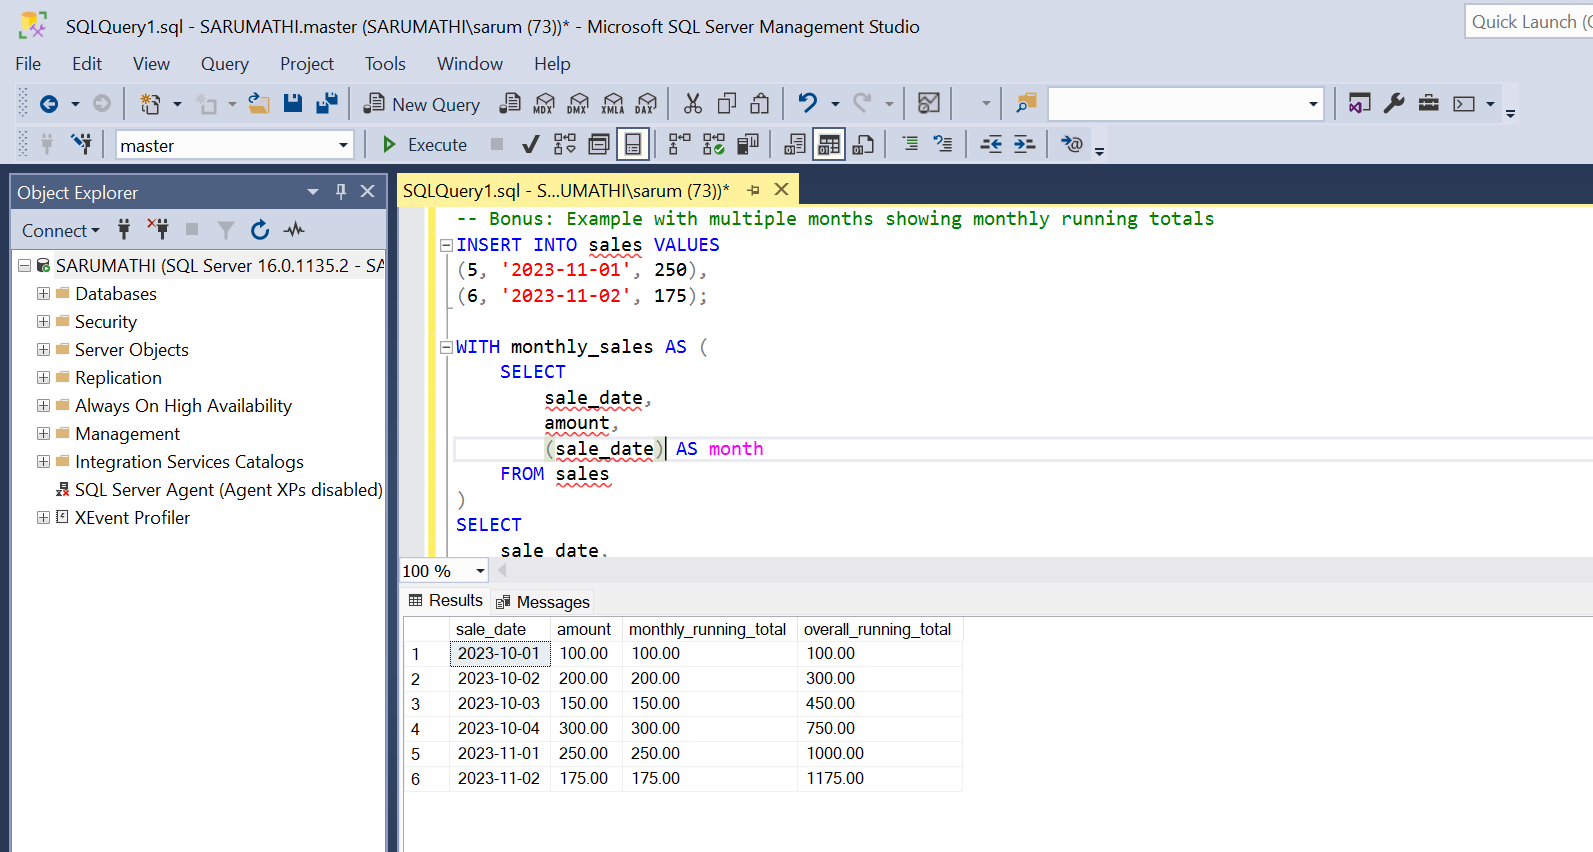 SQLQuery1.sql - SARUMATHI.master (SARUMATHI\sarum (73))* - Microsoft SQL Server Management Studio
Quick Launch (
File Edit View Query Project Tools Window Help
New Query MDX DMX XMLA DAX
master Execute
Object Explorer
Connect
SARUMATHI (SQL Server 16.0.1135.2 - SA
Databases
Security
Server Objects
Replication
Always On High Availability
Management
Integration Services Catalogs
SQL Server Agent (Agent XPs disabled)
XEvent Profiler
SQLQuery1.sql - S...UMATHI\sarum (73))*
-- Bonus: Example with multiple months showing monthly running totals
INSERT INTO sales VALUES
(5, '2023-11-01', 250),
(6, '2023-11-02', 175);
WITH monthly_sales AS (
SELECT
sale_date,
amount,
(sale_date) AS month
FROM sales
)
SELECT
sale_date,
100 %
Results Messages
sale_date amount monthly_running_total overall_running_total
1 2023-10-01 100.00 100.00 100.00
2 2023-10-02 200.00 200.00 300.00
3 2023-10-03 150.00 150.00 450.00
4 2023-10-04 300.00 300.00 750.00
5 2023-11-01 250.00 250.00 1000.00
6 2023-11-02 175.00 175.00 1175.00